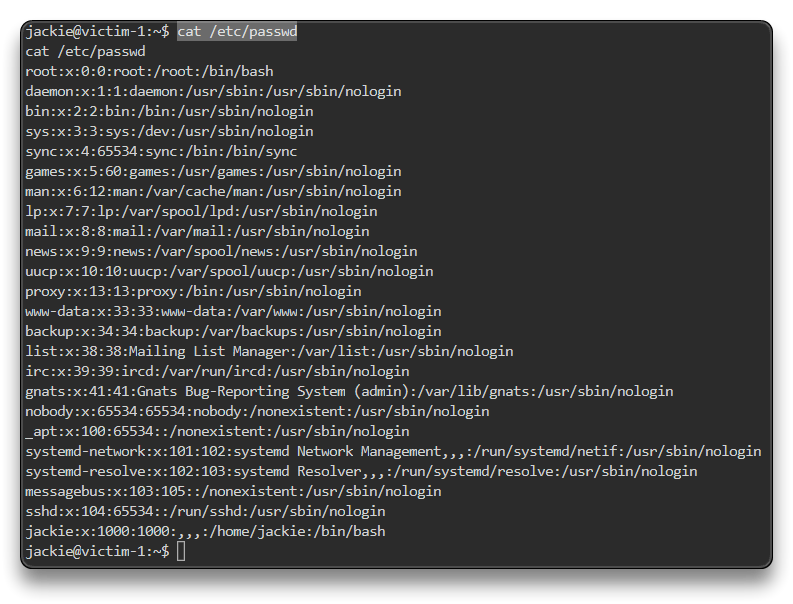 jackie@victim-1:~$ cat /etc/passwd
cat /etc/passwd
root:x:0:0:root:/root:/bin/bash
daemon:x:1:1:daemon:/usr/sbin:/usr/sbin/nologin
bin:x:2:2:bin:/bin:/usr/sbin/nologin
sys:x:3:3:sys:/dev:/usr/sbin/nologin
sync:x:4:65534:sync:/bin:/bin/sync
games:x:5:60:games:/usr/games:/usr/sbin/nologin
man:x:6:12:man:/var/cache/man:/usr/sbin/nologin
lp:x:7:7:lp:/var/spool/lpd:/usr/sbin/nologin
mail:x:8:8:mail:/var/mail:/usr/sbin/nologin
news:x:9:9:news:/var/spool/news:/usr/sbin/nologin
uucp:x:10:10:uucp:/var/spool/uucp:/usr/sbin/nologin
proxy:x:13:13:proxy:/bin:/usr/sbin/nologin
www-data:x:33:33:www-data:/var/www:/usr/sbin/nologin
backup:x:34:34:backup:/var/backups:/usr/sbin/nologin
list:x:38:38:Mailing List Manager:/var/list:/usr/sbin/nologin
irc:x:39:39:ircd:/var/run/ircd:/usr/sbin/nologin
gnats:x:41:41:Gnats Bug-Reporting System (admin):/var/lib/gnats:/usr/sbin/nologin
nobody:x:65534:65534:nobody:/nonexistent:/usr/sbin/nologin
_apt:x:100:65534::/nonexistent:/usr/sbin/nologin
systemd-network:x:101:102:systemd Network Management,,,:/run/systemd/netif:/usr/sbin/nologin
systemd-resolve:x:102:103:systemd Resolver,,,:/run/systemd/resolve:/usr/sbin/nologin
messagebus:x:103:105::/nonexistent:/usr/sbin/nologin
sshd:x:104:65534::/run/sshd:/usr/sbin/nologin
jackie:x:1000:1000:,,,:/home/jackie:/bin/bash
jackie@victim-1:~$